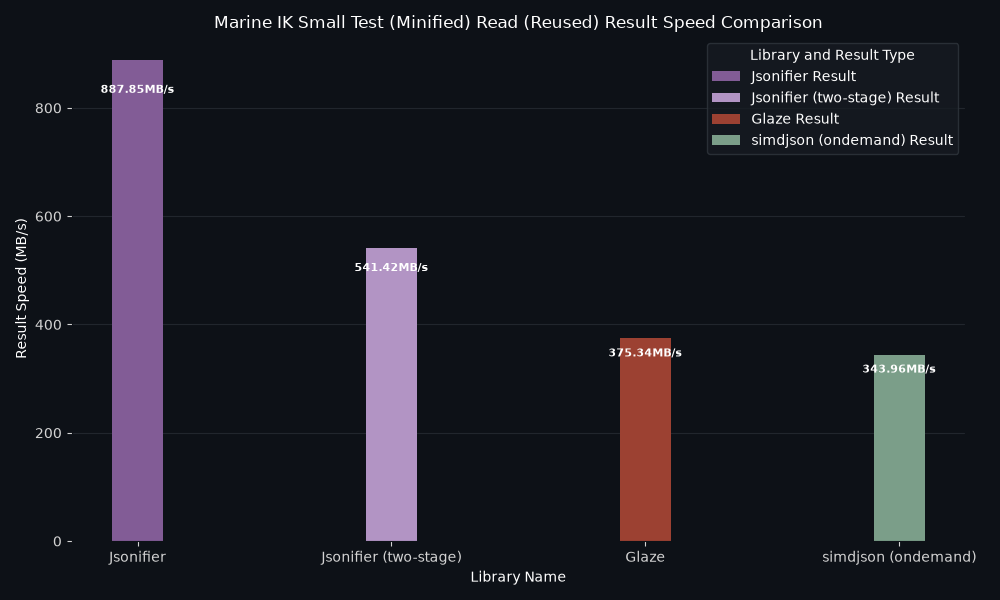 Marine IK Small Test (Minified) Read (Reused) Result Speed Comparison
Library and Result Type
Jsonifier Result
Jsonifier (two-stage) Result
Glaze Result
simdjson (ondemand) Result
887.85MB/s
541.42MB/s
375.34MB/s
343.96MB/s
Result Speed (MB/s)
800
600
400
200
0
Jsonifier
Jsonifier (two-stage)
Glaze
simdjson (ondemand)
Library Name